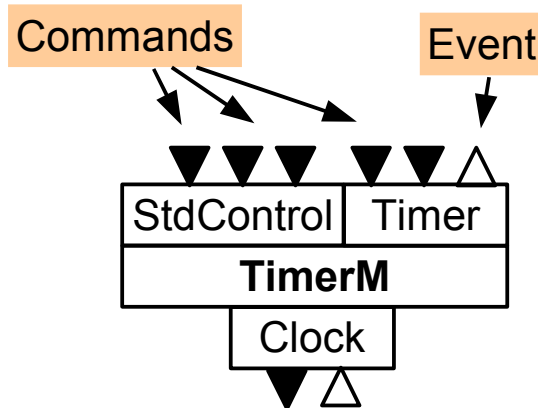 Commands
Event
StdControl
Timer
TimerM
Clock